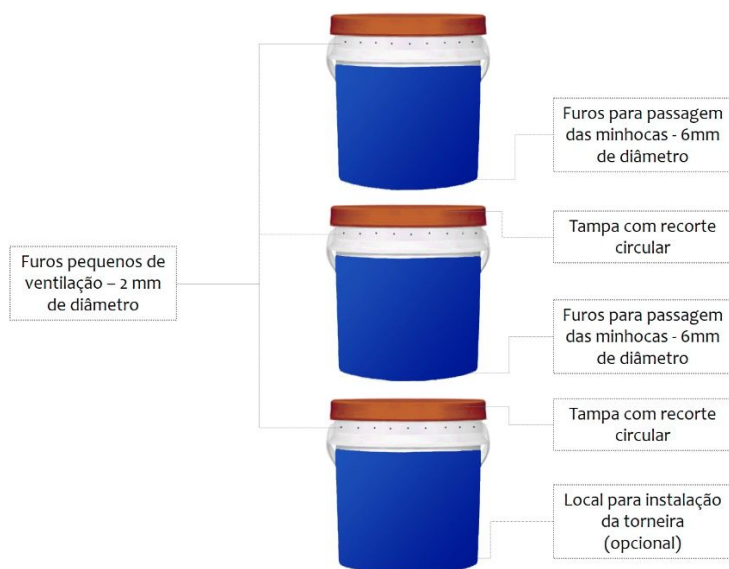 Furos para passagem
das minhocas - 6mm
de diâmetro
Tampa com recorte
circular
Furos pequenos de
ventilação – 2 mm
de diâmetro
Furos para passagem
das minhocas - 6mm
de diâmetro
Tampa com recorte
circular
Local para instalação
da torneira
(opcional)